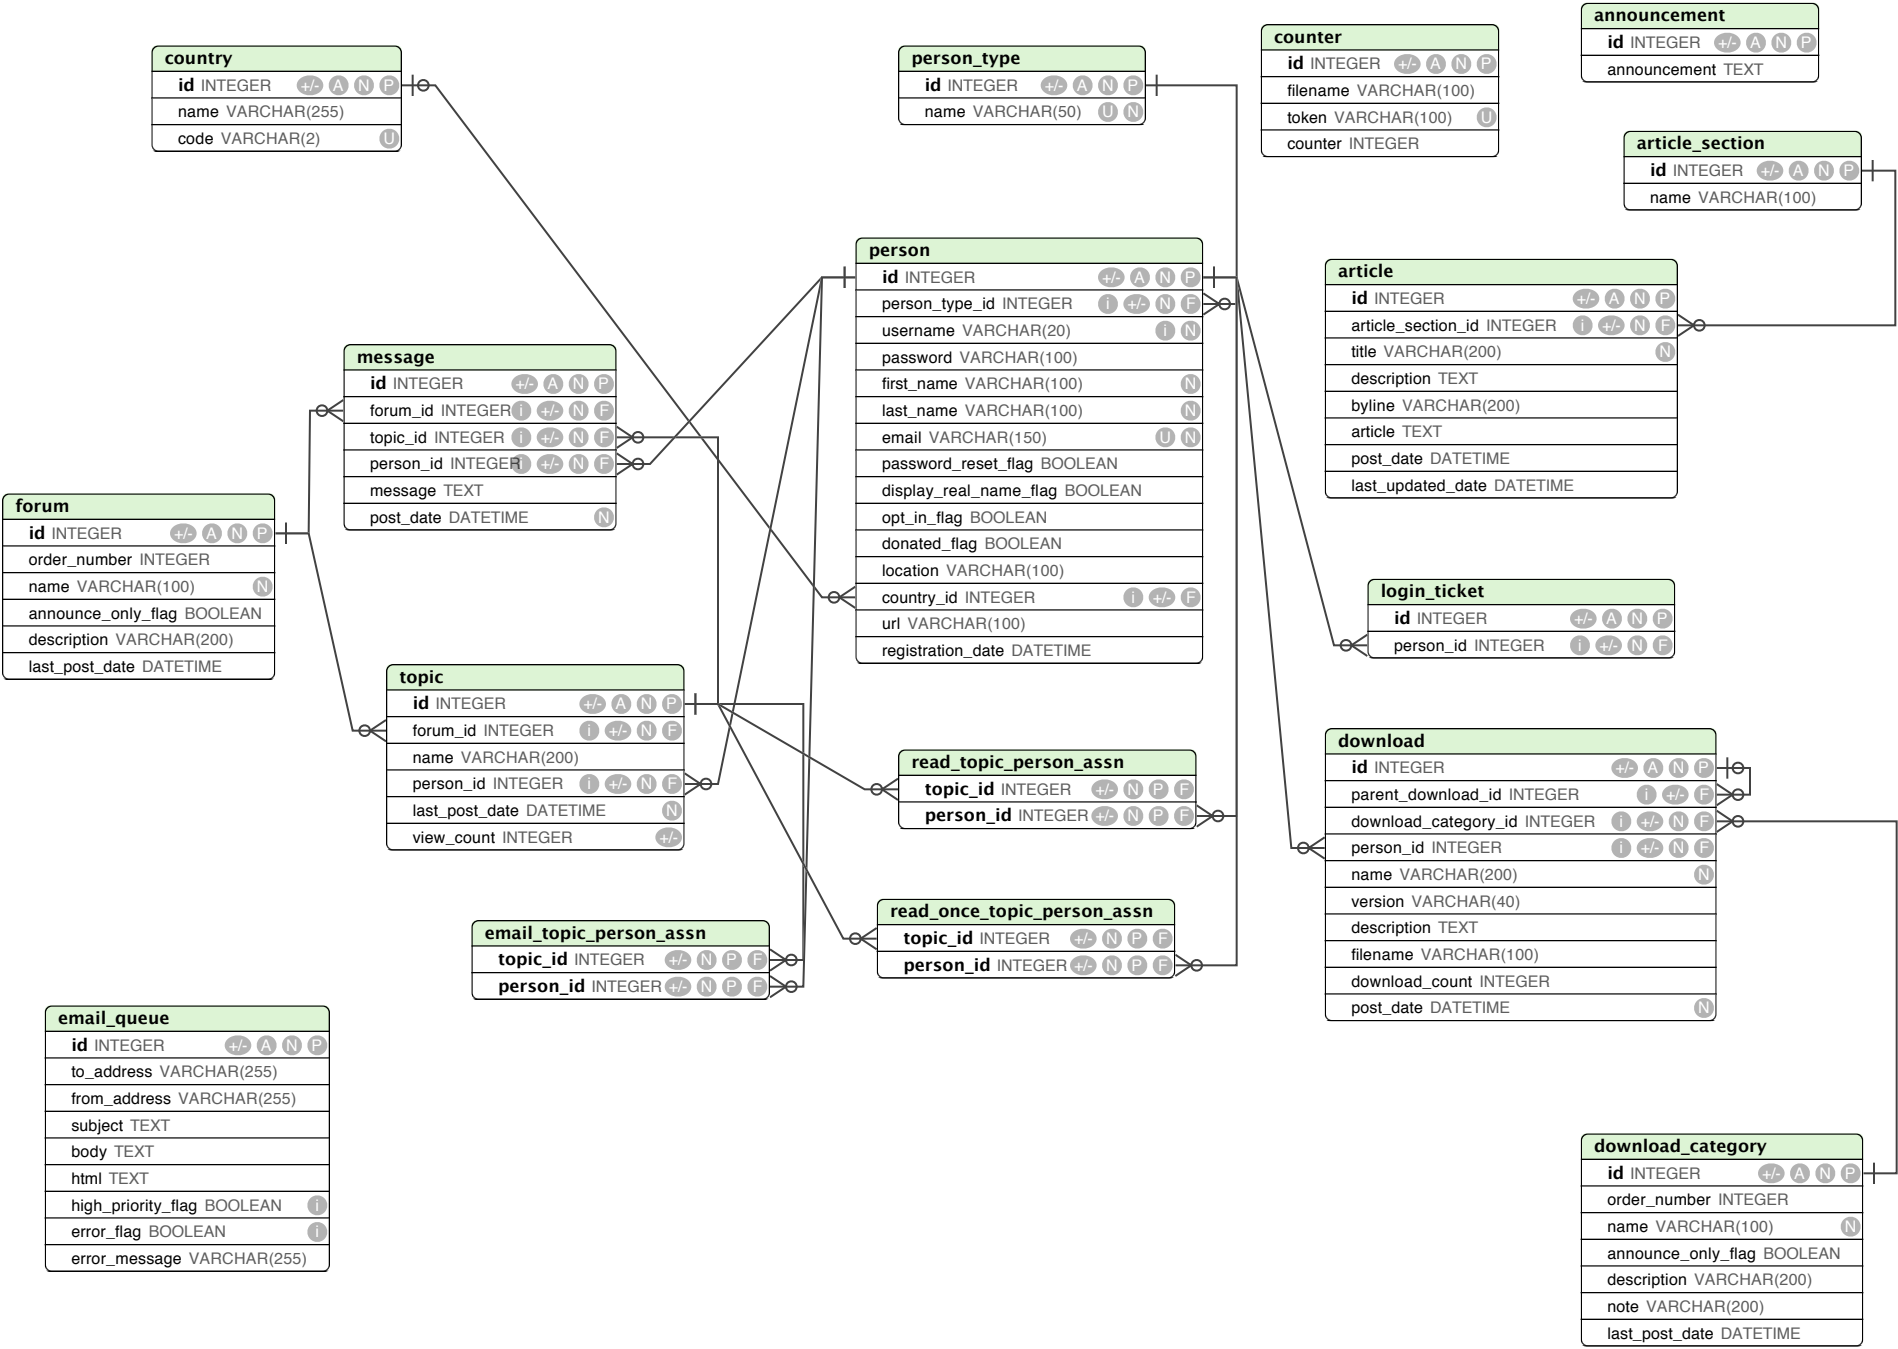 country
id INTEGER +/- A N P
name VARCHAR(255)
code VARCHAR(2) U
person_type
id INTEGER +/- A N P
name VARCHAR(50) U N
counter
id INTEGER +/- A N P
filename VARCHAR(100)
token VARCHAR(100) U
counter INTEGER
announcement
id INTEGER +/- A N P
announcement TEXT
article_section
id INTEGER +/- A N P
name VARCHAR(100)
person
id INTEGER +/- A N P
person_type_id INTEGER i +/- N F
username VARCHAR(20) i N
password VARCHAR(100)
first_name VARCHAR(100) N
last_name VARCHAR(100) N
email VARCHAR(150) U N
password_reset_flag BOOLEAN
display_real_name_flag BOOLEAN
opt_in_flag BOOLEAN
donated_flag BOOLEAN
location VARCHAR(100)
country_id INTEGER i +/- F
url VARCHAR(100)
registration_date DATETIME
article
id INTEGER +/- A N P
article_section_id INTEGER i +/- N F
title VARCHAR(200) N
description TEXT
byline VARCHAR(200)
article TEXT
post_date DATETIME
last_updated_date DATETIME
message
id INTEGER +/- A N P
forum_id INTEGER i +/- N F
topic_id INTEGER i +/- N F
person_id INTEGER i +/- N F
message TEXT
post_date DATETIME N
forum
id INTEGER +/- A N P
order_number INTEGER
name VARCHAR(100) N
announce_only_flag BOOLEAN
description VARCHAR(200)
last_post_date DATETIME
login_ticket
id INTEGER +/- A N P
person_id INTEGER i +/- N F
topic
id INTEGER +/- A N P
forum_id INTEGER i +/- N F
name VARCHAR(200)
person_id INTEGER i +/- N F
last_post_date DATETIME N
view_count INTEGER +/-
read_topic_person_assn
topic_id INTEGER +/- N P F
person_id INTEGER +/- N P F
download
id INTEGER +/- A N P
parent_download_id INTEGER i +/- F
download_category_id INTEGER i +/- N F
person_id INTEGER i +/- N F
name VARCHAR(200) N
version VARCHAR(40)
description TEXT
filename VARCHAR(100)
download_count INTEGER
post_date DATETIME N
read_once_topic_person_assn
topic_id INTEGER +/- N P F
person_id INTEGER +/- N P F
email_topic_person_assn
topic_id INTEGER +/- N P F
person_id INTEGER +/- N P F
email_queue
id INTEGER +/- A N P
to_address VARCHAR(255)
from_address VARCHAR(255)
subject TEXT
body TEXT
html TEXT
high_priority_flag BOOLEAN i
error_flag BOOLEAN i
error_message VARCHAR(255)
download_category
id INTEGER +/- A N P
order_number INTEGER
name VARCHAR(100) N
announce_only_flag BOOLEAN
description VARCHAR(200)
note VARCHAR(200)
last_post_date DATETIME